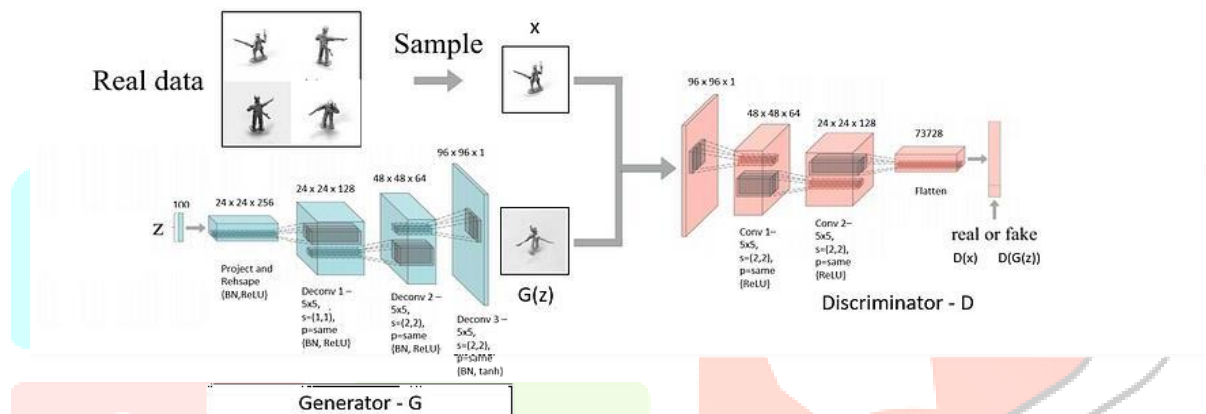 Real data
Sample
X
96 x 96 x 1
48 x 48 x 64
24 x 24 x 128
73728
Flatten
Conv 1–
5x5,
s={2,2},
p=same
{ReLU}
Conv 2–
5x5,
s={2,2},
p=same
{ReLU}
real or fake
D(x) D(G(z))
Discriminator - D
Z
100
24 x 24 x 256
24 x 24 x 128
48 x 48 x 64
96 x 96 x 1
Project and
Rehsape
{BN,ReLU}
Deconv 1 –
5x5,
s={1,1},
p=same
{BN, ReLU}
Deconv 2 –
5x5,
s={2,2},
p=same
{BN, ReLU}
Deconv 3 –
5x5,
s={2,2},
p=same
{BN, tanh}
G(z)
Generator - G